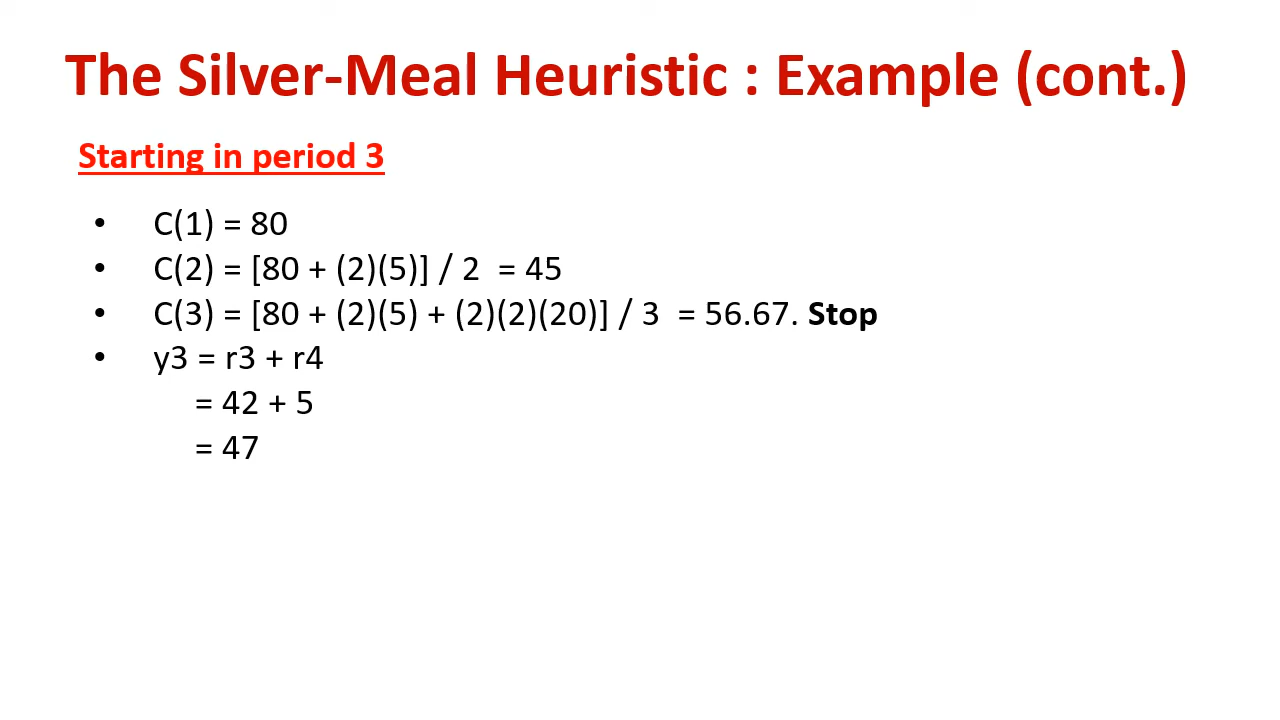 The Silver-Meal Heuristic : Example (cont.)
Starting in period 3
• C(1) = 80
• C(2) = [80 + (2)(5)] / 2 = 45
• C(3) = [80 + (2)(5) + (2)(2)(20)] / 3 = 56.67. Stop
• y3 = r3 + r4
= 42 + 5
= 47